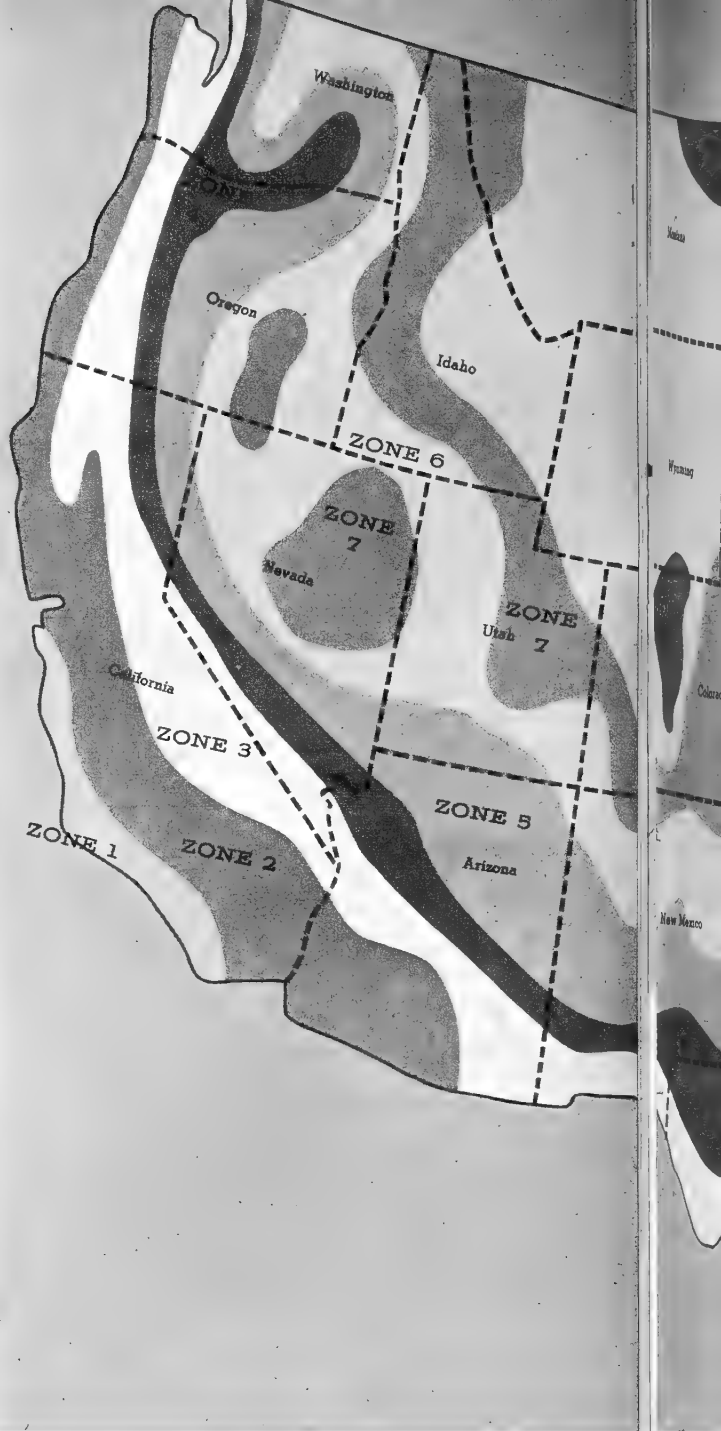 Washington
Oregon
Idaho
ZONE 6
Wyoming
ZONE
7
Nevada
ZONE
Utah
7
California
ZONE 3
ZONE 5
ZONE 1
ZONE 2
Arizona
New Mexico